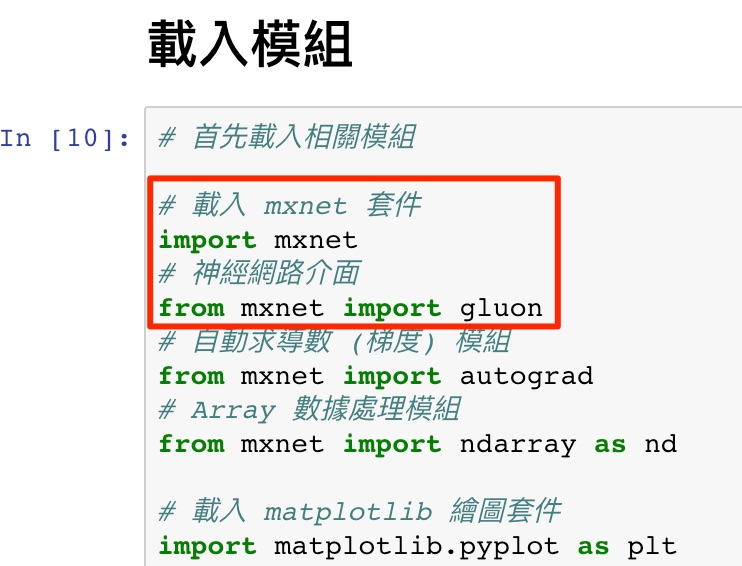 載入模組
In [10]:
# 首先載入相關模組
# 載入 mxnet 套件
import mxnet
# 神經網路介面
from mxnet import gluon
# 自動求導數 (梯度) 模組
from mxnet import autograd
# Array 數據處理模組
from mxnet import ndarray as nd
# 載入 matplotlib 繪圖套件
import matplotlib.pyplot as plt